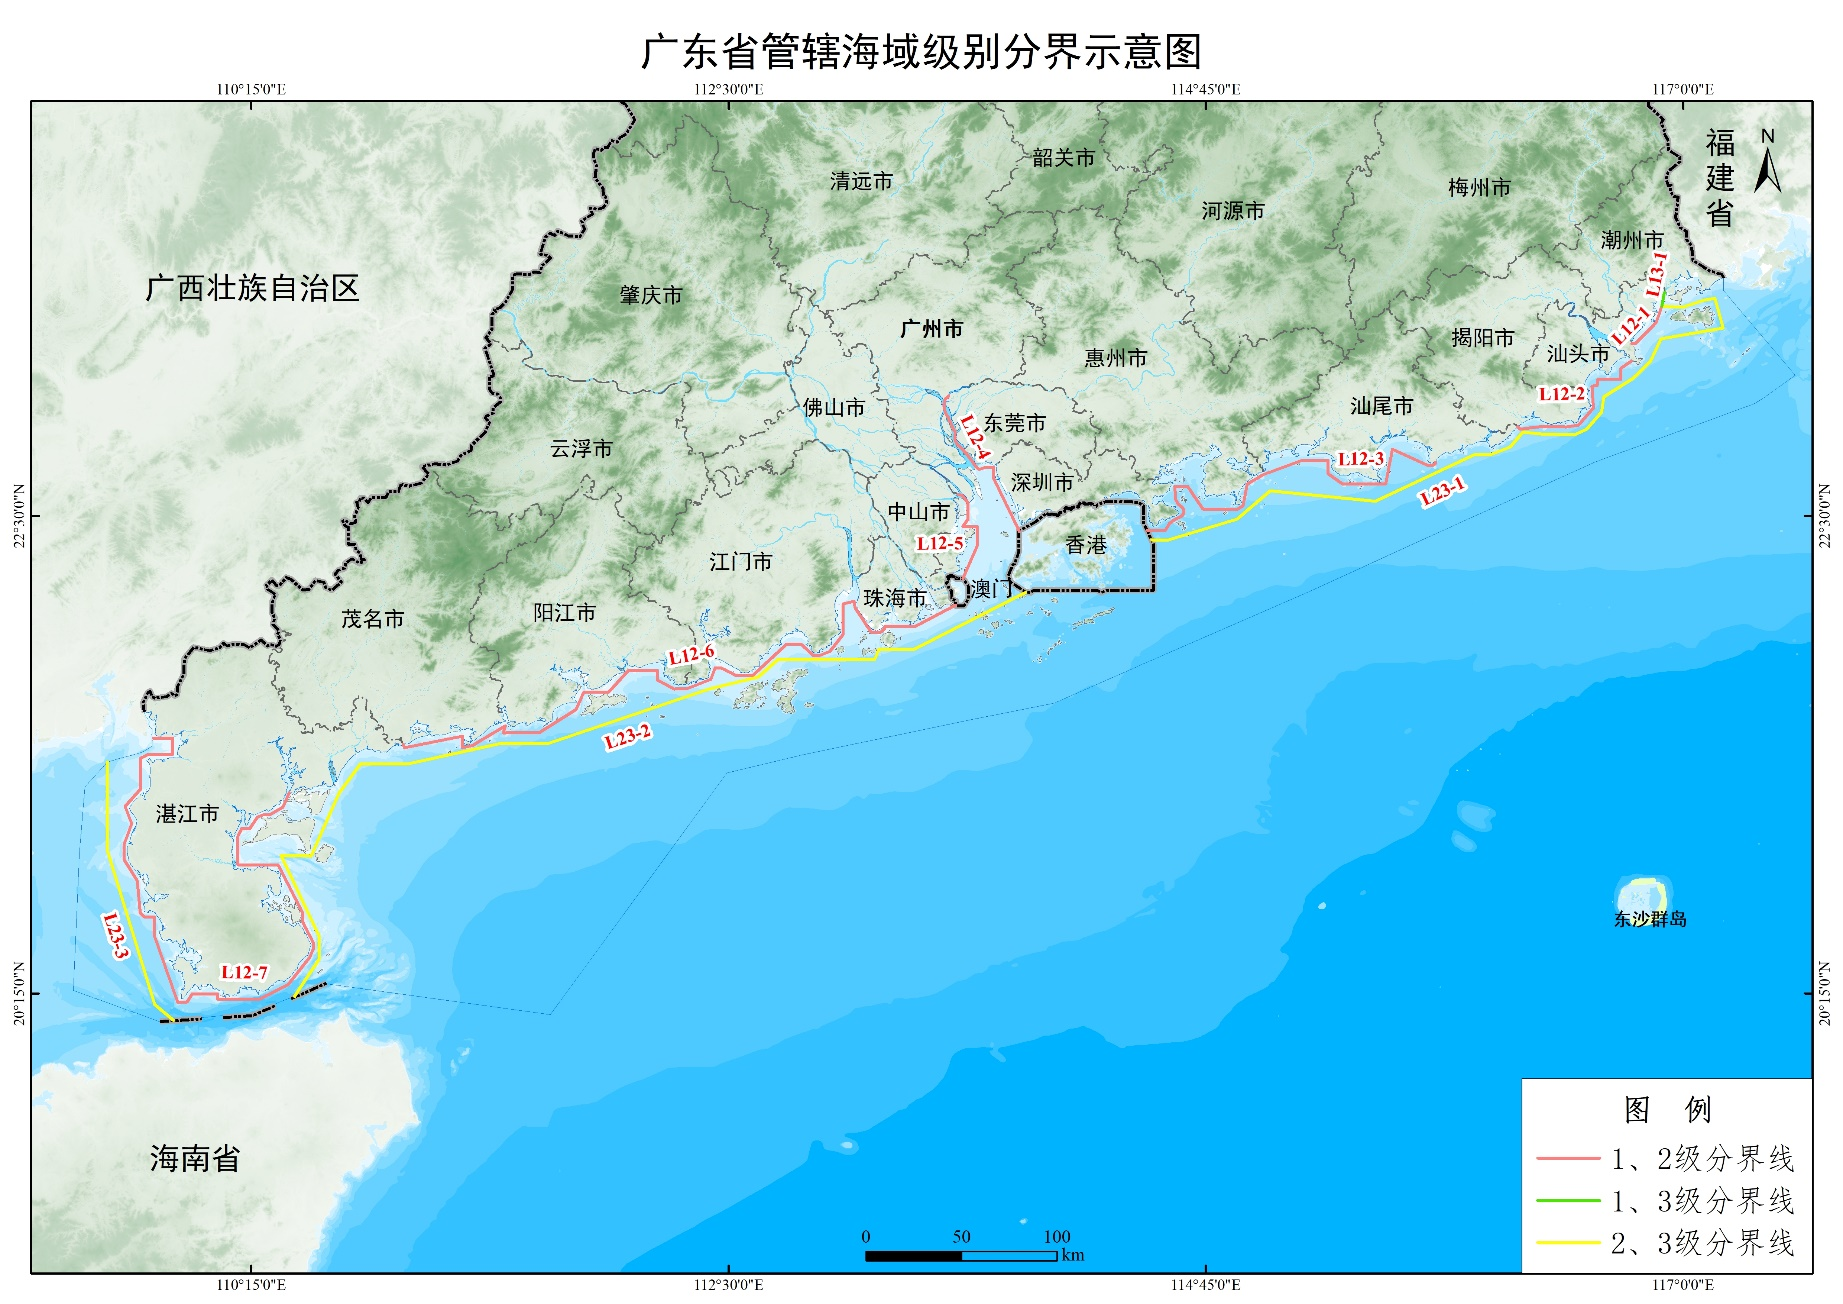 广东省管辖海域级别分界示意图
110°15'0"E
112°30'0"E
114°45'0"E
117°0'0"E
福建省
N
韶关市
清远市
梅州市
河源市
潮州市
L13-1
广西壮族自治区
肇庆市
广州市
L12-1
揭阳市
汕头市
惠州市
L12-2
佛山市
汕尾市
东莞市
L12-4
云浮市
L12-3
深圳市
L23-1
22°30'0"N
22°30'0"N
中山市
L12-5
香港
江门市
澳门
珠海市
阳江市
茂名市
L12-6
L23-2
湛江市
东沙群岛
L23-3
L12-7
20°15'0"N
20°15'0"N
海南省
图 例
1、2级分界线
1、3级分界线
2、3级分界线
0 50 100
km
110°15'0"E
112°30'0"E
114°45'0"E
117°0'0"E